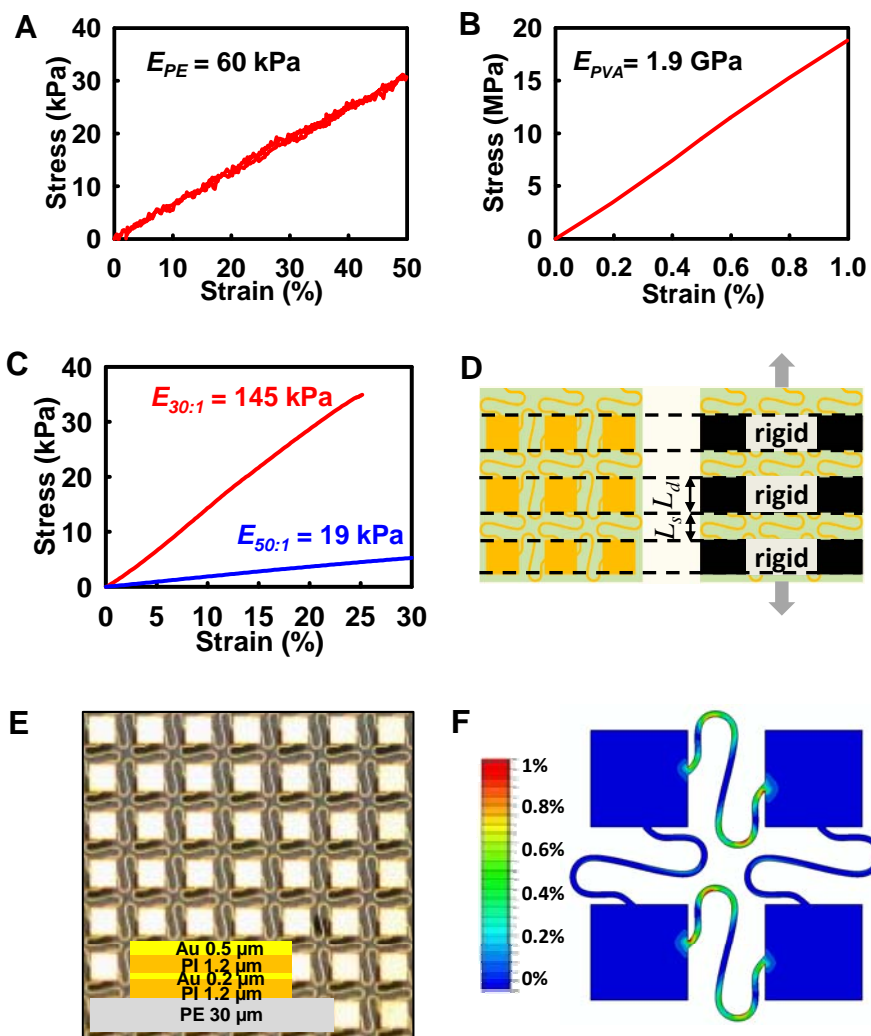 A
E_PE = 60 kPa
Stress (kPa)
40
30
20
10
0
0 10 20 30 40 50
Strain (%)
B
E_PVA= 1.9 GPa
Stress (MPa)
20
15
10
5
0
0.0 0.2 0.4 0.6 0.8 1.0
Strain (%)
C
E_30:1 = 145 kPa
E_50:1 = 19 kPa
Stress (kPa)
40
30
20
10
0
0 5 10 15 20 25 30
Strain (%)
D
rigid
rigid
rigid
L_d
L_s
E
Au 0.5 µm
PI 1.2 µm
Au 0.2 µm
PI 1.2 µm
PE 30 µm
F
1%
0.8%
0.6%
0.4%
0.2%
0%